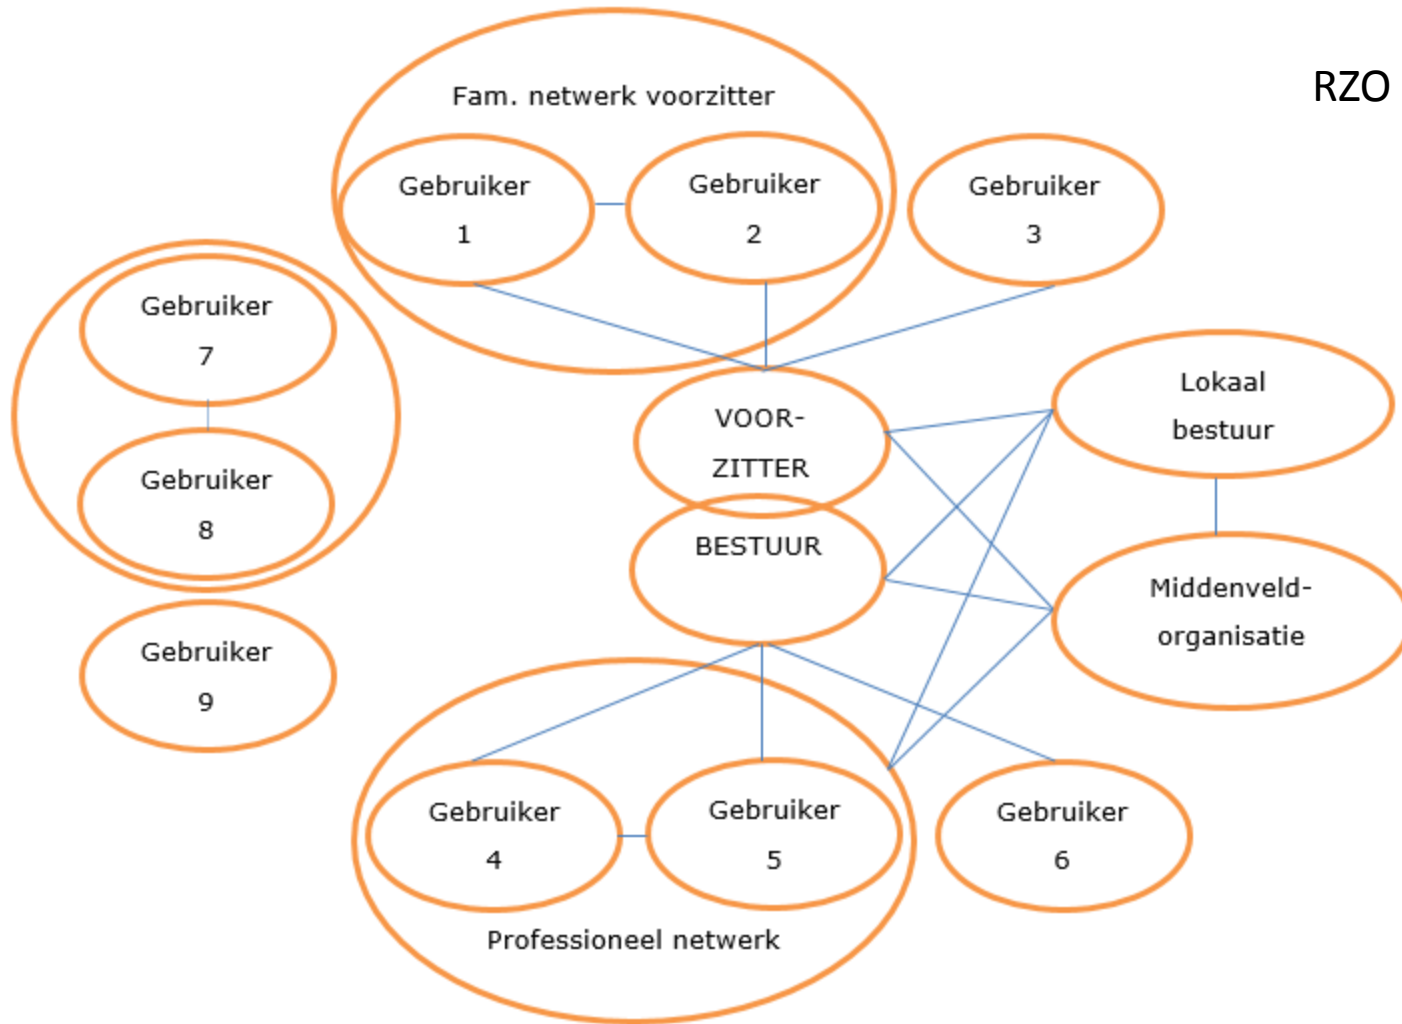 RZO
Fam. netwerk voorzitter
Gebruiker
1
Gebruiker
2
Gebruiker
3
Gebruiker
7
Gebruiker
8
Gebruiker
9
VOOR-
ZITTER
BESTUUR
Lokaal
bestuur
Middenveld-
organisatie
Gebruiker
4
Gebruiker
5
Gebruiker
6
Professioneel netwerk